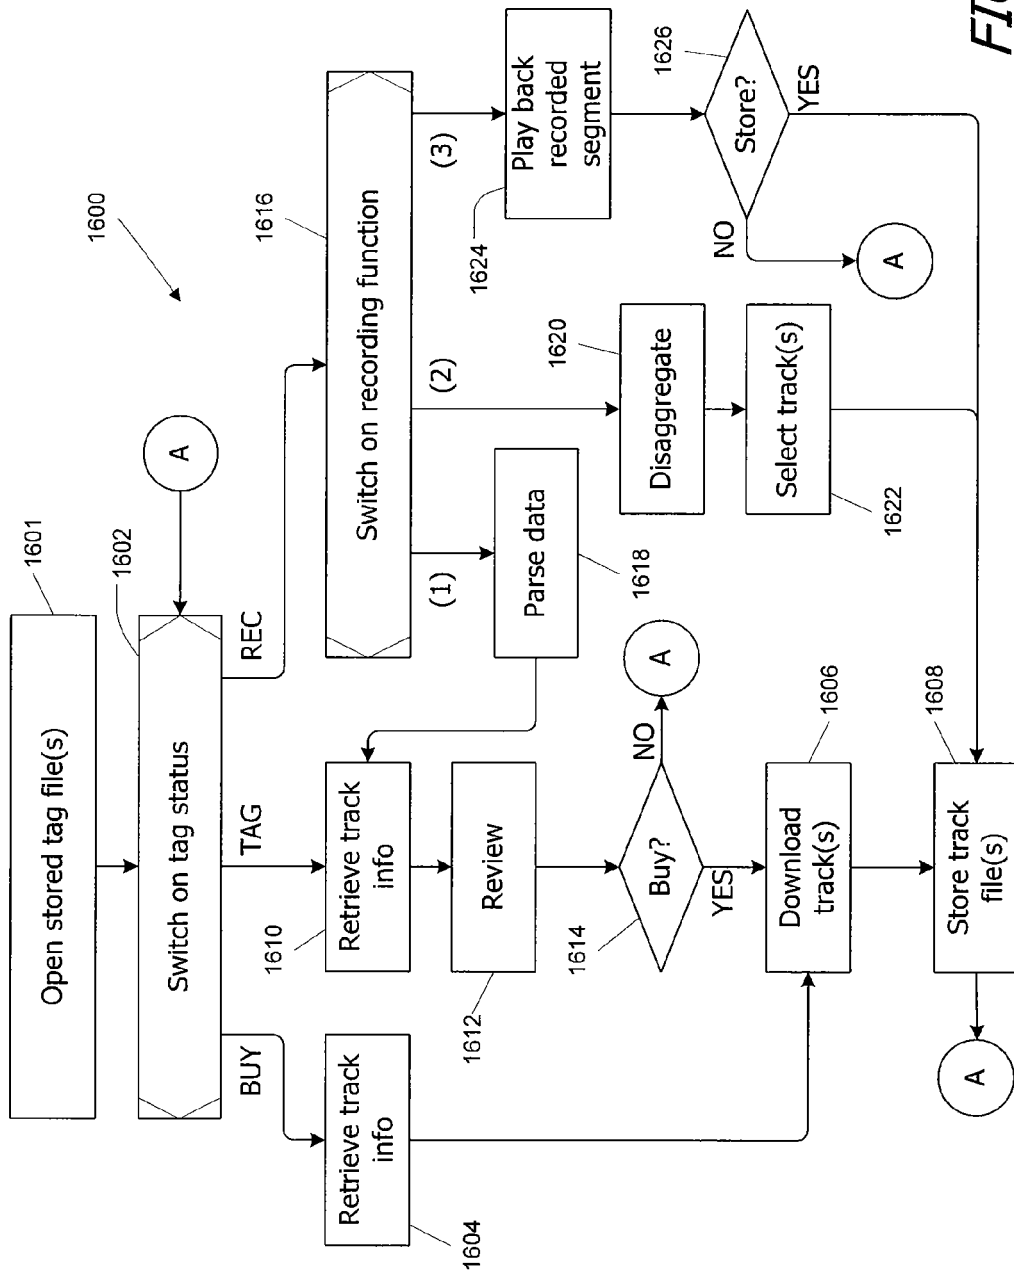 1600
Open stored tag file(s)
1601
Switch on tag status
1602
A
BUY
TAG
REC
Retrieve track
info
1604
Retrieve track
info
1610
Review
1612
Buy?
1614
NO
A
YES
Download
track(s)
1606
Store track
file(s)
1608
A
Switch on recording function
1616
(1)
(2)
(3)
Parse data
1618
Disaggregate
1620
Select track(s)
1622
Play back
recorded
segment
1624
Store?
1626
NO
A
YES